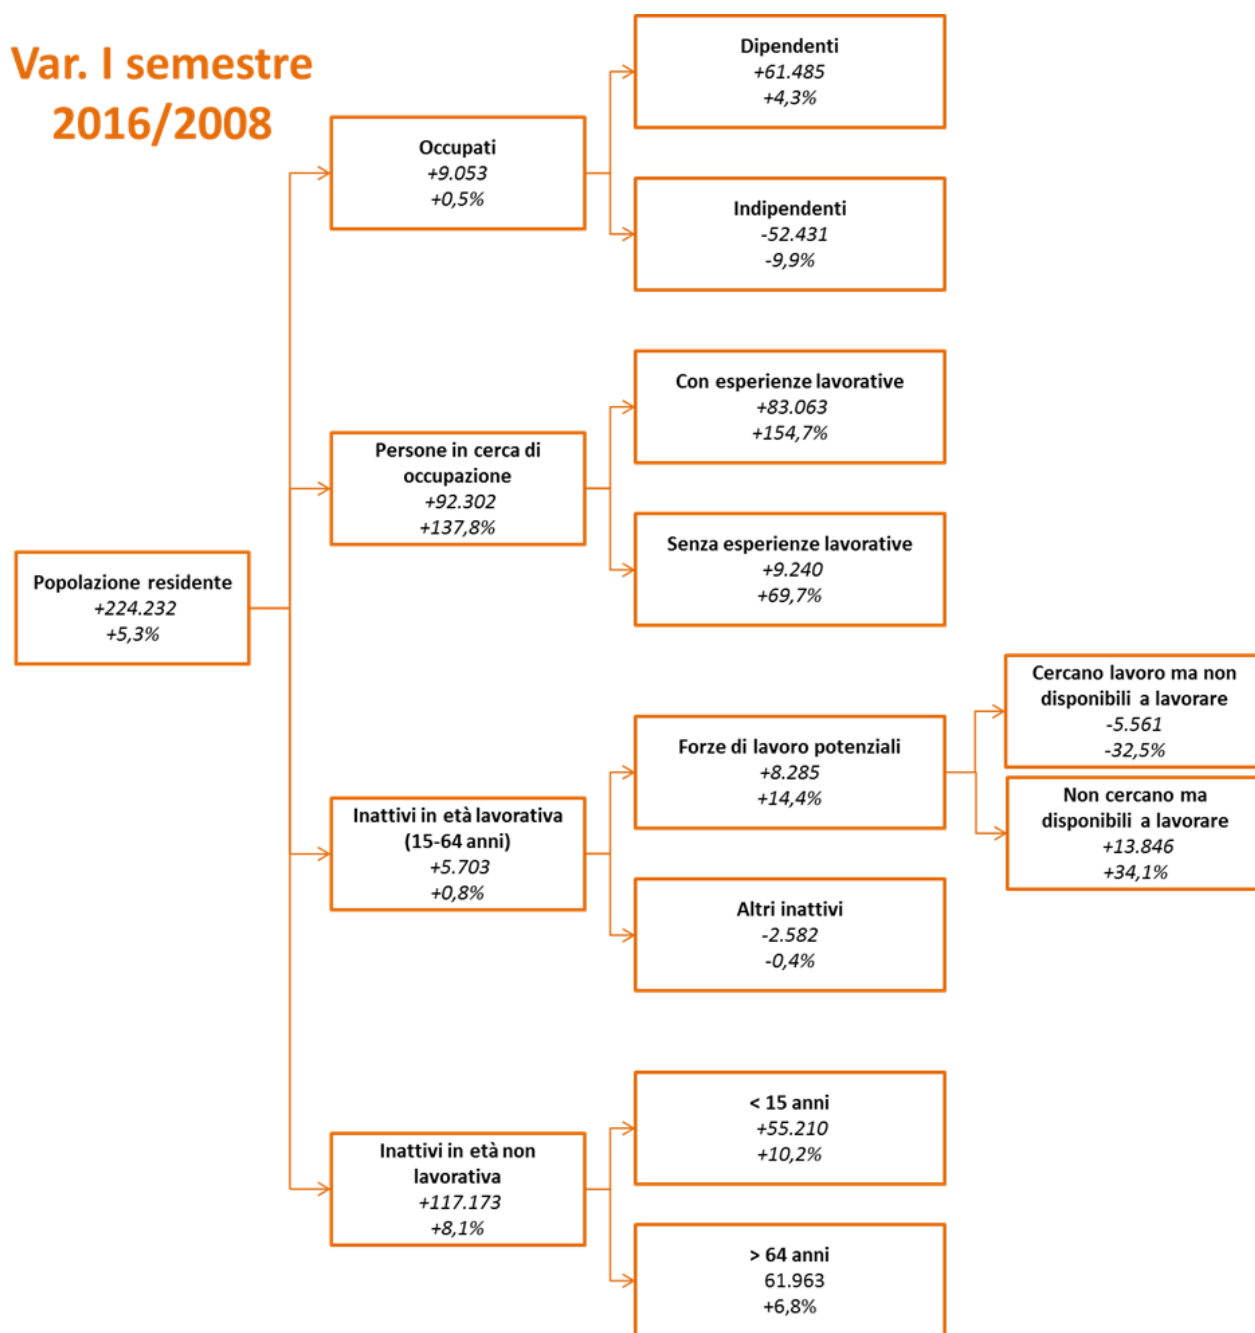 Var. I semestre
2016/2008
Popolazione residente
+224.232
+5,3%
Occupati
+9.053
+0,5%
Dipendenti
+61.485
+4,3%
Indipendenti
-52.431
-9,9%
Persone in cerca di
occupazione
+92.302
+137,8%
Con esperienze lavorative
+83.063
+154,7%
Senza esperienze lavorative
+9.240
+69,7%
Inattivi in età lavorativa
(15-64 anni)
+5.703
+0,8%
Forze di lavoro potenziali
+8.285
+14,4%
Cercano lavoro ma non
disponibili a lavorare
-5.561
-32,5%
Non cercano ma
disponibili a lavorare
+13.846
+34,1%
Altri inattivi
-2.582
-0,4%
Inattivi in età non
lavorativa
+117.173
+8,1%
< 15 anni
+55.210
+10,2%
> 64 anni
61.963
+6,8%